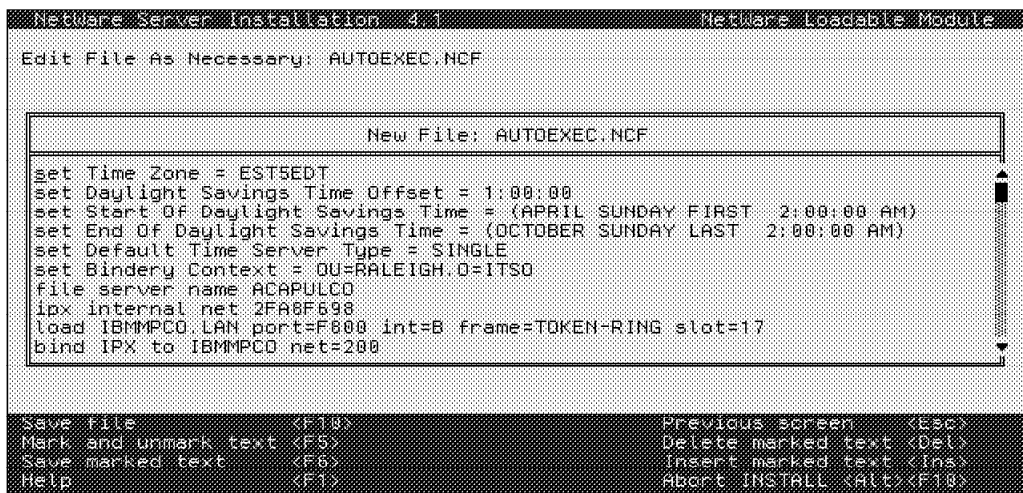 NetWare Server Installation 4.1 NetWare Loadable Module
Edit File As Necessary: AUTOEXEC.NCF
New File: AUTOEXEC.NCF
set Time Zone = EST5EDT
set Daylight Savings Time Offset = 1:00:00
set Start Of Daylight Savings Time = (APRIL SUNDAY FIRST  2:00:00 AM)
set End Of Daylight Savings Time = (OCTOBER SUNDAY LAST  2:00:00 AM)
set Default Time Server Type = SINGLE
set Bindery Context = OU=RALEIGH.O=ITSO
file server name ACAPULCO
ipx internal net 2FA8F698
load IBMMPCO.LAN port=F800 int=B frame=TOKEN-RING slot=17
bind IPX to IBMMPCO net=200
Save file <F10> Previous screen <Esc>
Mark and unmark text <F5> Delete marked text <Del>
Save marked text <F6> Insert marked text <Ins>
Help <F1> Abort INSTALL <Alt><F10>